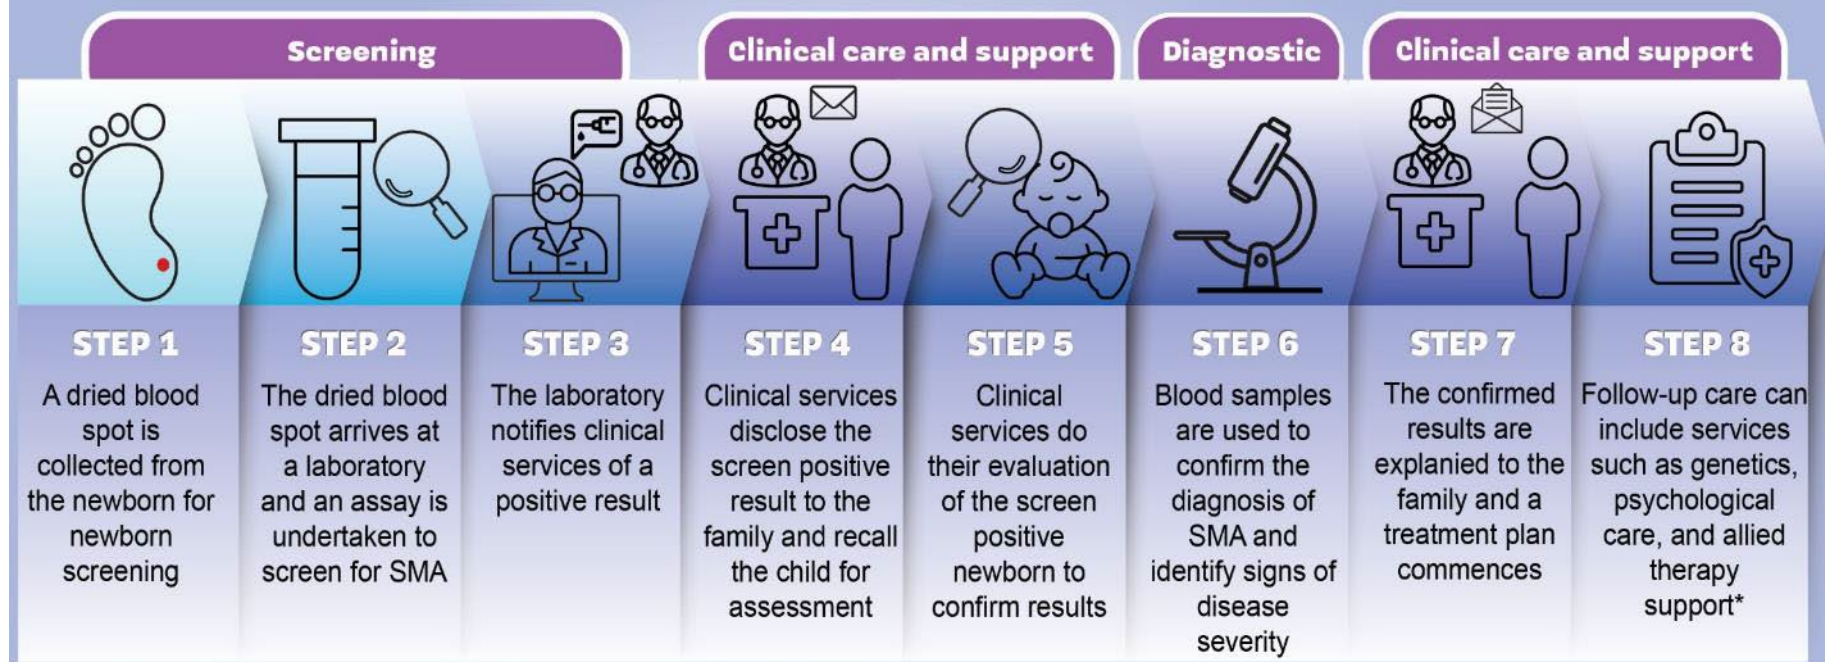 Screening
Clinical care and support
Diagnostic
Clinical care and support
STEP 1
A dried blood
spot is
collected from
the newborn for
newborn
screening
STEP 2
The dried blood
spot arrives at
a laboratory
and an assay is
undertaken to
screen for SMA
STEP 3
The laboratory
notifies clinical
services of a
positive result
STEP 4
Clinical services
disclose the
screen positive
result to the
family and recall
the child for
assessment
STEP 5
Clinical
services do
their evaluation
of the screen
positive
newborn to
confirm results
STEP 6
Blood samples
are used to
confirm the
diagnosis of
SMA and
identify signs of
disease
severity
STEP 7
The confirmed
results are
explanied to the
family and a
treatment plan
commences
STEP 8
Follow-up care can
include services
such as genetics,
psychological
care, and allied
therapy
support*